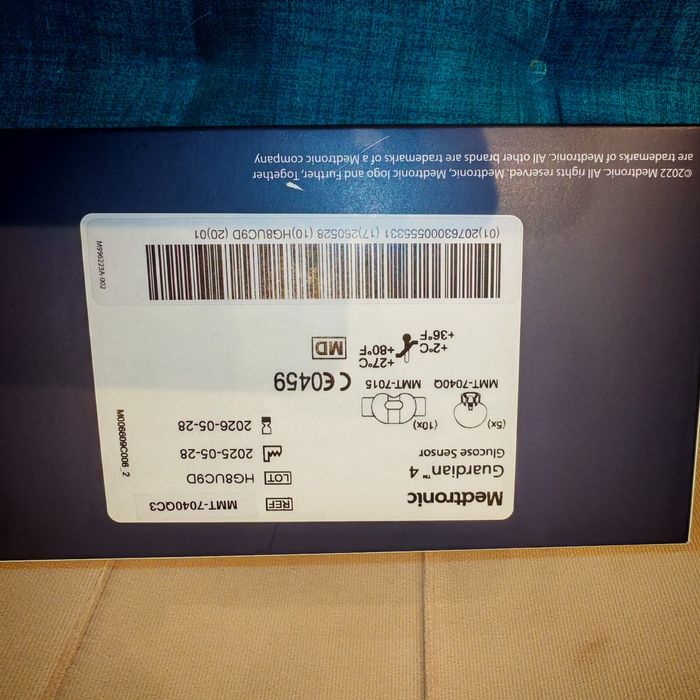 Medtronic
Guardian™ 4
Glucose Sensor
REF MMT-7040QC3
LOT HG8UC9D
2025-05-28
2026-05-28
(5x)
(10x)
MMT-7040Q
MMT-7015
CE0459
+2°C
+36°F
+27°C
+80°F
MD
(01)20763000555331 (17)260528 (10)HG8UC9D (20)01
M006809C006_2
M996223A-002
©2022 Medtronic. All rights reserved. Medtronic, Medtronic logo and Further, Together
are trademarks of Medtronic. All other brands are trademarks of a Medtronic company